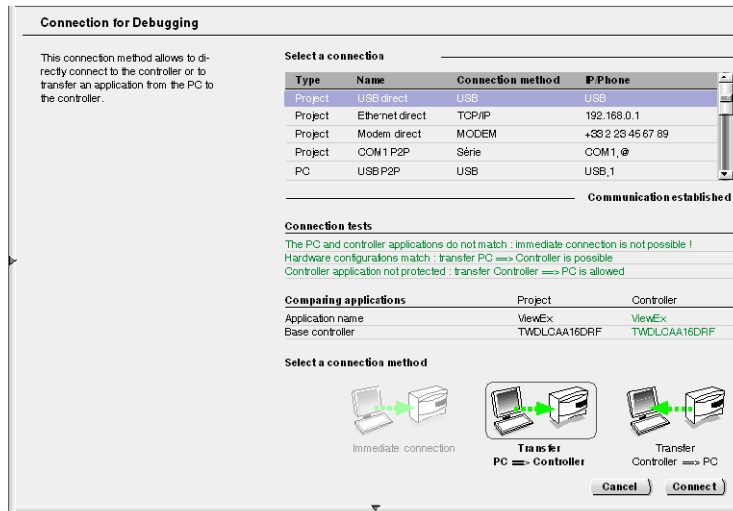 Connection for Debugging
This connection method allows to di-
rectly connect to the controller or to
transfer an application from the PC to
the controller.
Select a connection
Type Name Connection method IP/Phone
Project USB direct USB USB
Project Ethernet direct TCP/IP 192.168.0.1
Project Modem direct MODEM +33 2 23 45 67 89
Project COM1 P2P Série COM1,@
PC USB P2P USB USB,1
Communication established
Connection tests
The PC and controller applications do not match : immediate connection is not possible !
Hardware configurations match : transfer PC ==> Controller is possible
Controller application not protected : transfer Controller ==> PC is allowed
Comparing applications Project Controller
Application name ViewEx ViewEx
Base controller TWDLCAA16DRF TWDLCAA16DRF
Select a connection method
Immediate connection
Transfer
PC ==> Controller
Transfer
Controller ==> PC
Cancel Connect